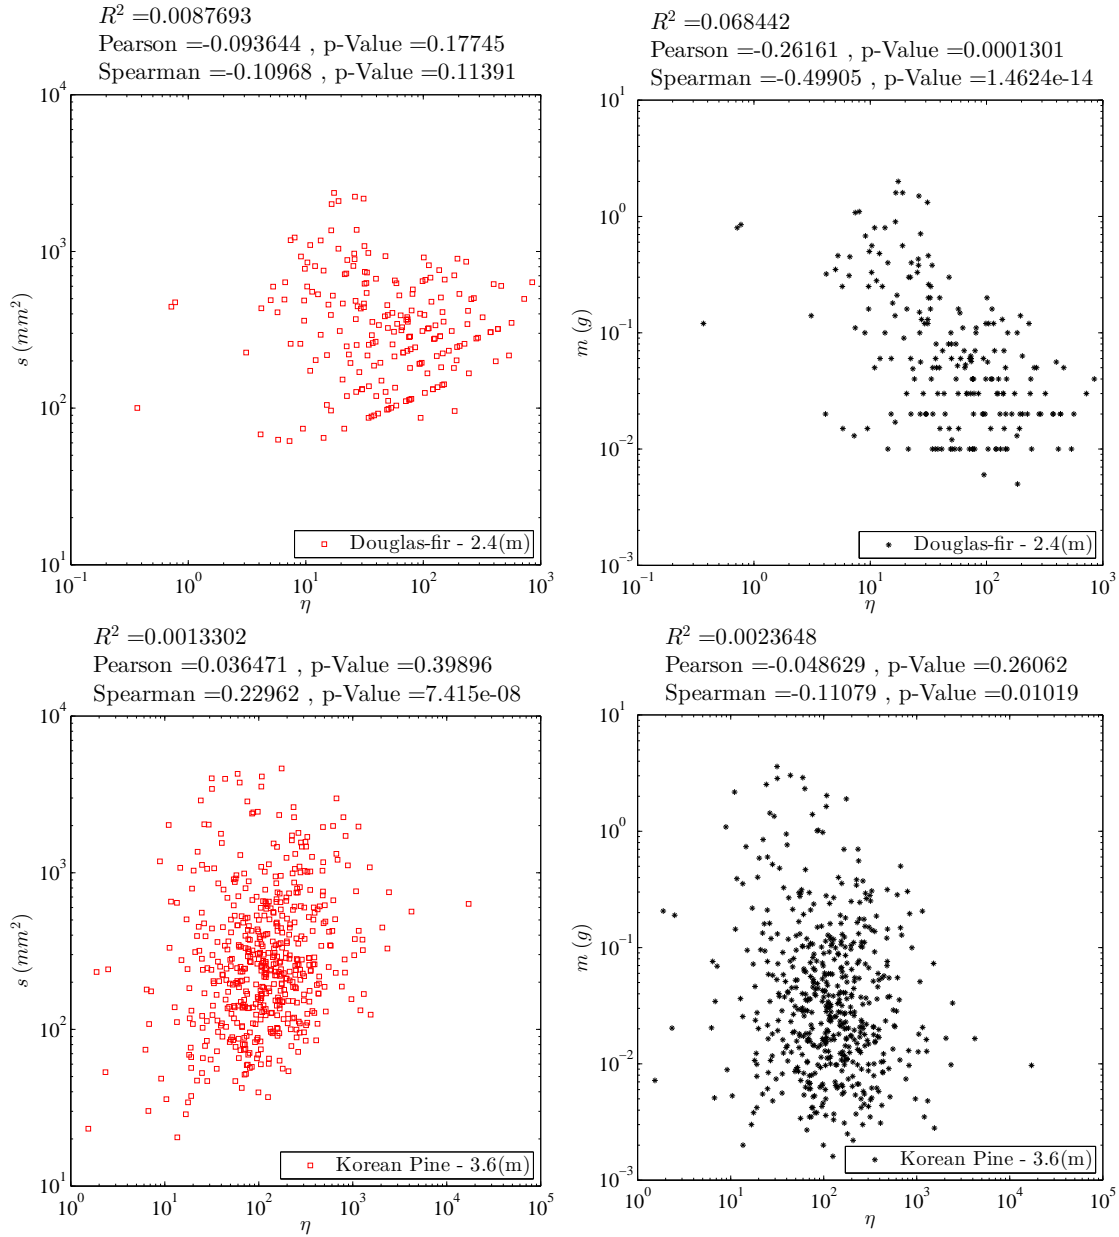 R² =0.0087693
Pearson =-0.093644 , p-Value =0.17745
Spearman =-0.10968 , p-Value =0.11391
10⁴
10³
10²
10¹
s (mm²)
10⁻¹ 10⁰ 10¹ 10² 10³
η
Douglas-fir - 2.4(m)
R² =0.068442
Pearson =-0.26161 , p-Value =0.0001301
Spearman =-0.49905 , p-Value =1.4624e-14
10¹
10⁰
10⁻¹
10⁻²
10⁻³
m (g)
10⁻¹ 10⁰ 10¹ 10² 10³
η
Douglas-fir - 2.4(m)
R² =0.0013302
Pearson =0.036471 , p-Value =0.39896
Spearman =0.22962 , p-Value =7.415e-08
10⁴
10³
10²
10¹
s (mm²)
10⁰ 10¹ 10² 10³ 10⁴ 10⁵
η
Korean Pine - 3.6(m)
R² =0.0023648
Pearson =-0.048629 , p-Value =0.26062
Spearman =-0.11079 , p-Value =0.01019
10¹
10⁰
10⁻¹
10⁻²
10⁻³
m (g)
10⁰ 10¹ 10² 10³ 10⁴ 10⁵
η
Korean Pine - 3.6(m)